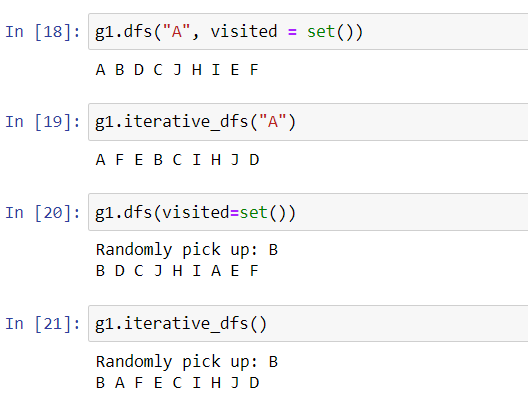 In [18]: g1.dfs("A", visited = set())
A B D C J H I E F
In [19]: g1.iterative_dfs("A")
A F E B C I H J D
In [20]: g1.dfs(visited=set())
Randomly pick up: B
B D C J H I A E F
In [21]: g1.iterative_dfs()
Randomly pick up: B
B A F E C I H J D